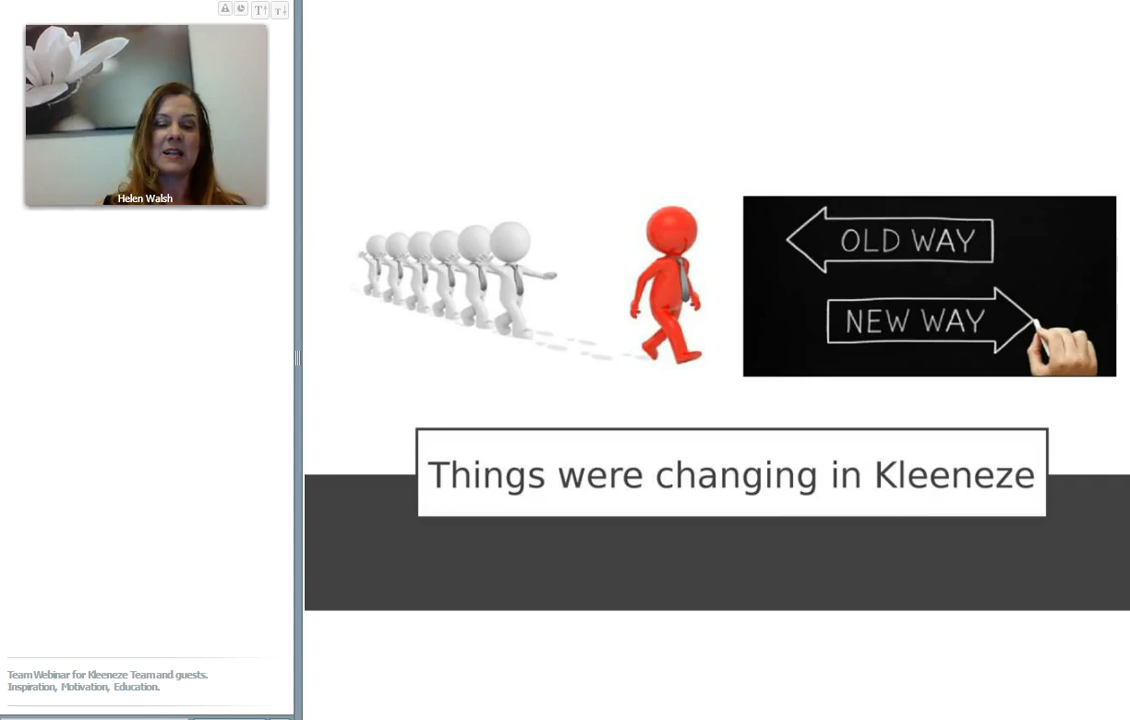 Helen Walsh
OLD WAY
NEW WAY
Things were changing in Kleeneze
Team Webinar for Kleeneze Team and guests.
Inspiration, Motivation, Education.